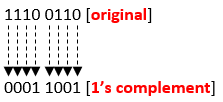 1110 0110 [original]
0001 1001 [1's complement]